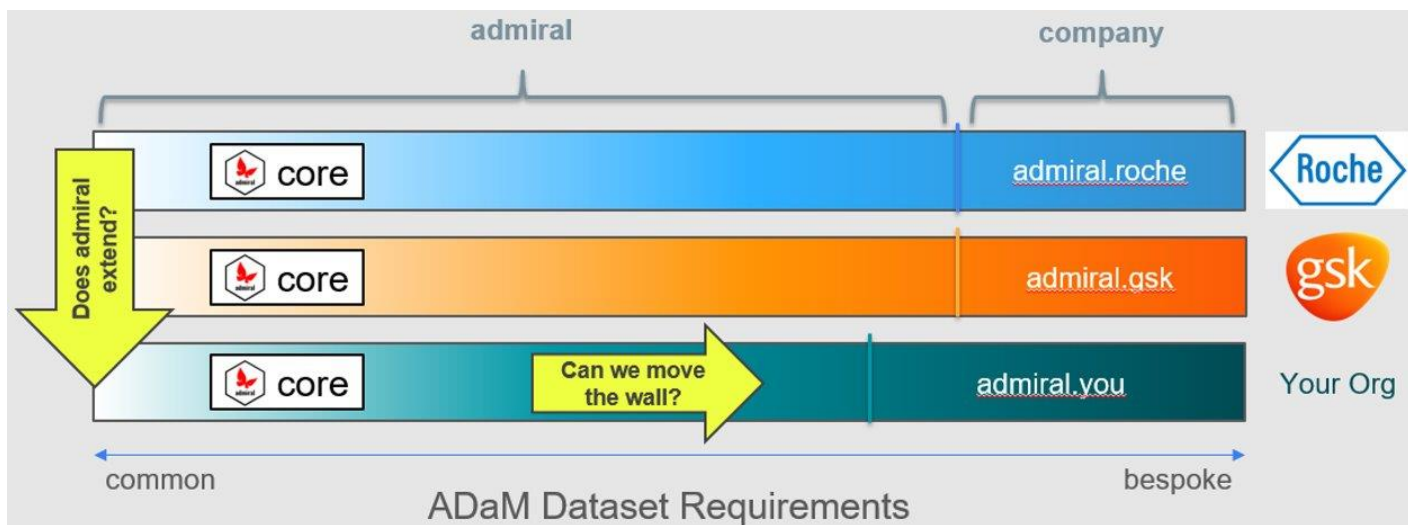 admiral
company
core
admiral.roche
Roche
Does admiral
extend?
core
admiral.gsk
gsk
core
Can we move
the wall?
admiral.you
Your Org
common
bespoke
ADaM Dataset Requirements